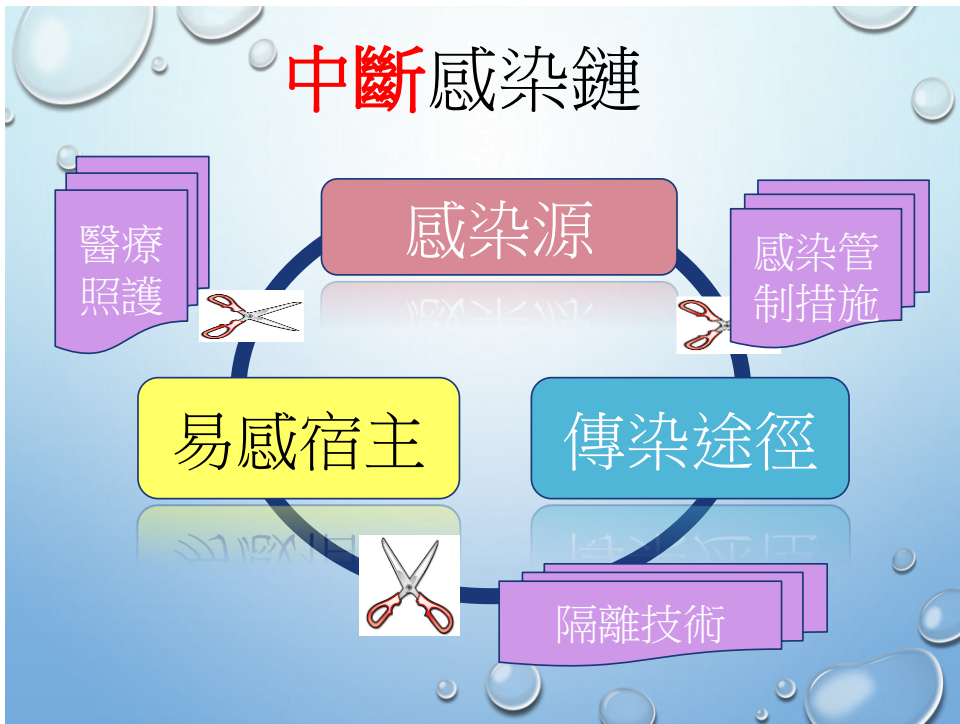 中斷感染鏈
醫療
照護
感染源
感染管
制措施
易感宿主
傳染途徑
隔離技術